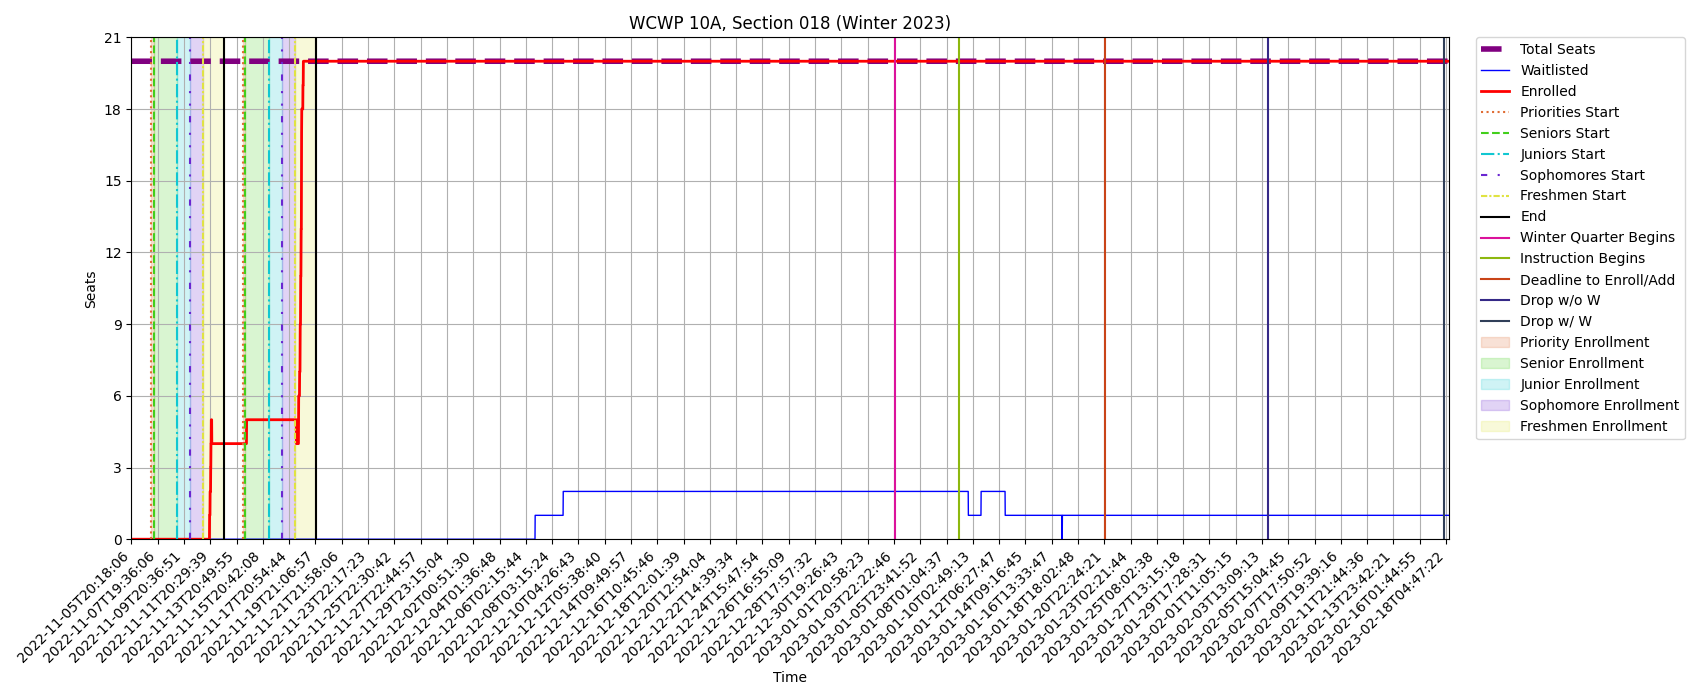 WCWP 10A, Section 018 (Winter 2023)
21
18
15
12
9
6
3
0
Seats
2022-11-05T20:18:06
2022-11-07T19:36:06
2022-11-09T20:36:51
2022-11-11T20:29:39
2022-11-13T20:49:55
2022-11-15T20:42:08
2022-11-17T20:54:44
2022-11-19T21:06:57
2022-11-21T21:58:06
2022-11-23T22:17:23
2022-11-25T22:30:42
2022-11-27T22:44:57
2022-11-29T23:15:04
2022-12-02T00:51:30
2022-12-04T01:36:48
2022-12-06T02:15:44
2022-12-08T03:15:24
2022-12-10T04:26:43
2022-12-12T05:38:40
2022-12-14T09:49:57
2022-12-16T10:45:46
2022-12-18T12:01:39
2022-12-20T12:54:04
2022-12-22T14:39:34
2022-12-24T15:47:54
2022-12-26T16:55:09
2022-12-28T17:57:32
2022-12-30T19:26:43
2023-01-01T20:58:23
2023-01-03T22:22:46
2023-01-05T23:41:52
2023-01-08T01:04:37
2023-01-10T02:49:13
2023-01-12T06:27:47
2023-01-14T09:16:45
2023-01-16T13:33:47
2023-01-18T18:02:48
2023-01-20T22:24:21
2023-01-23T02:21:44
2023-01-25T08:02:38
2023-01-27T13:15:18
2023-01-29T17:28:31
2023-02-01T11:05:15
2023-02-03T13:09:13
2023-02-05T15:04:45
2023-02-07T17:50:52
2023-02-09T19:39:16
2023-02-11T21:44:36
2023-02-13T23:42:21
2023-02-16T01:44:55
2023-02-18T04:47:22
Time
Total Seats
Waitlisted
Enrolled
Priorities Start
Seniors Start
Juniors Start
Sophomores Start
Freshmen Start
End
Winter Quarter Begins
Instruction Begins
Deadline to Enroll/Add
Drop w/o W
Drop w/ W
Priority Enrollment
Senior Enrollment
Junior Enrollment
Sophomore Enrollment
Freshmen Enrollment